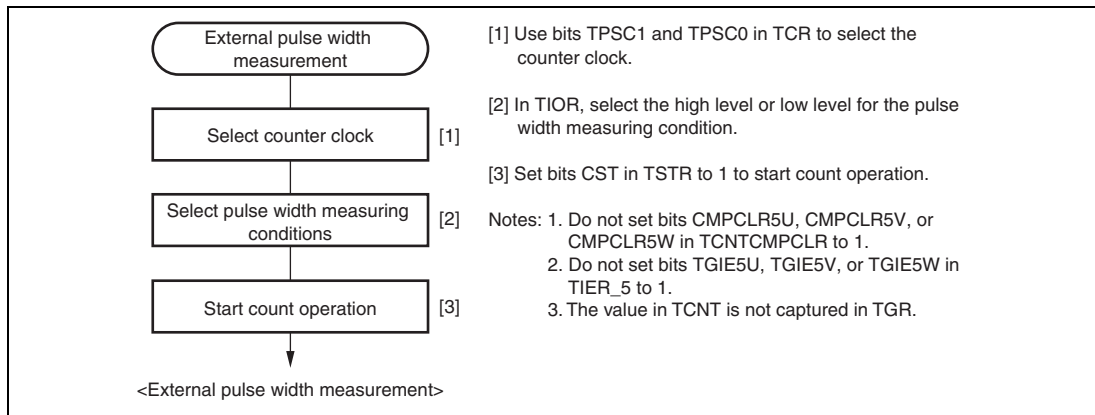 External pulse width
measurement
Select counter clock
[1]
Select pulse width measuring
conditions
[2]
Start count operation
[3]
<External pulse width measurement>
[1] Use bits TPSC1 and TPSC0 in TCR to select the
counter clock.
[2] In TIOR, select the high level or low level for the pulse
width measuring condition.
[3] Set bits CST in TSTR to 1 to start count operation.
Notes: 1. Do not set bits CMPCLR5U, CMPCLR5V, or
CMPCLR5W in TCNTCMPCLR to 1.
2. Do not set bits TGIE5U, TGIE5V, or TGIE5W in
TIER_5 to 1.
3. The value in TCNT is not captured in TGR.